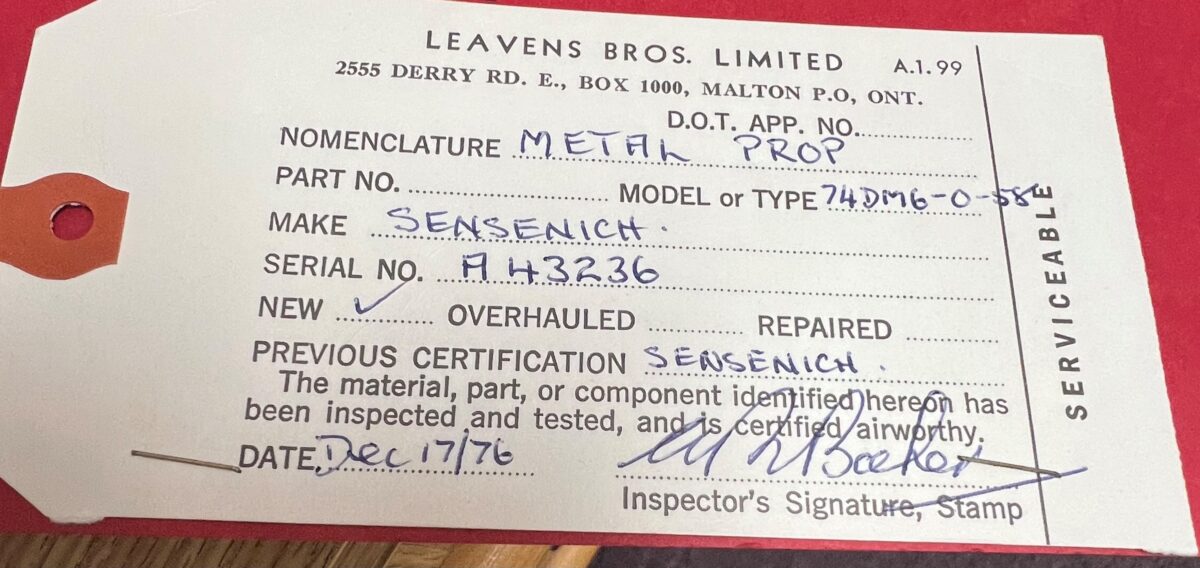 LEAVENS BROS. LIMITED A.1.99
2555 DERRY RD. E., BOX 1000, MALTON P.O, ONT.
D.O.T. APP. NO.
NOMENCLATURE METAL PROP
PART NO. MODEL or TYPE 74DM6-0-58
MAKE SENSENICH.
SERIAL NO. A43236
NEW ✓ OVERHAULED REPAIRED
PREVIOUS CERTIFICATION SENSENICH.
The material, part, or component identified hereon has
been inspected and tested, and is certified airworthy.
DATE Dec 17/76
Inspector's Signature, Stamp
SERVICEABLE